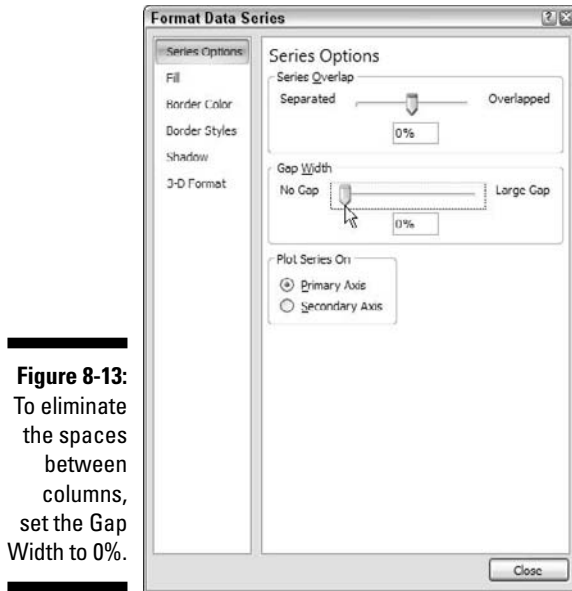 Format Data Series
Series Options
Fill
Border Color
Border Styles
Shadow
3-D Format
Series Options
Series Overlap
Separated Overlapped
0%
Gap Width
No Gap Large Gap
0%
Plot Series On
Primary Axis
Secondary Axis
Close
Figure 8-13:
To eliminate
the spaces
between
columns,
set the Gap
Width to 0%.